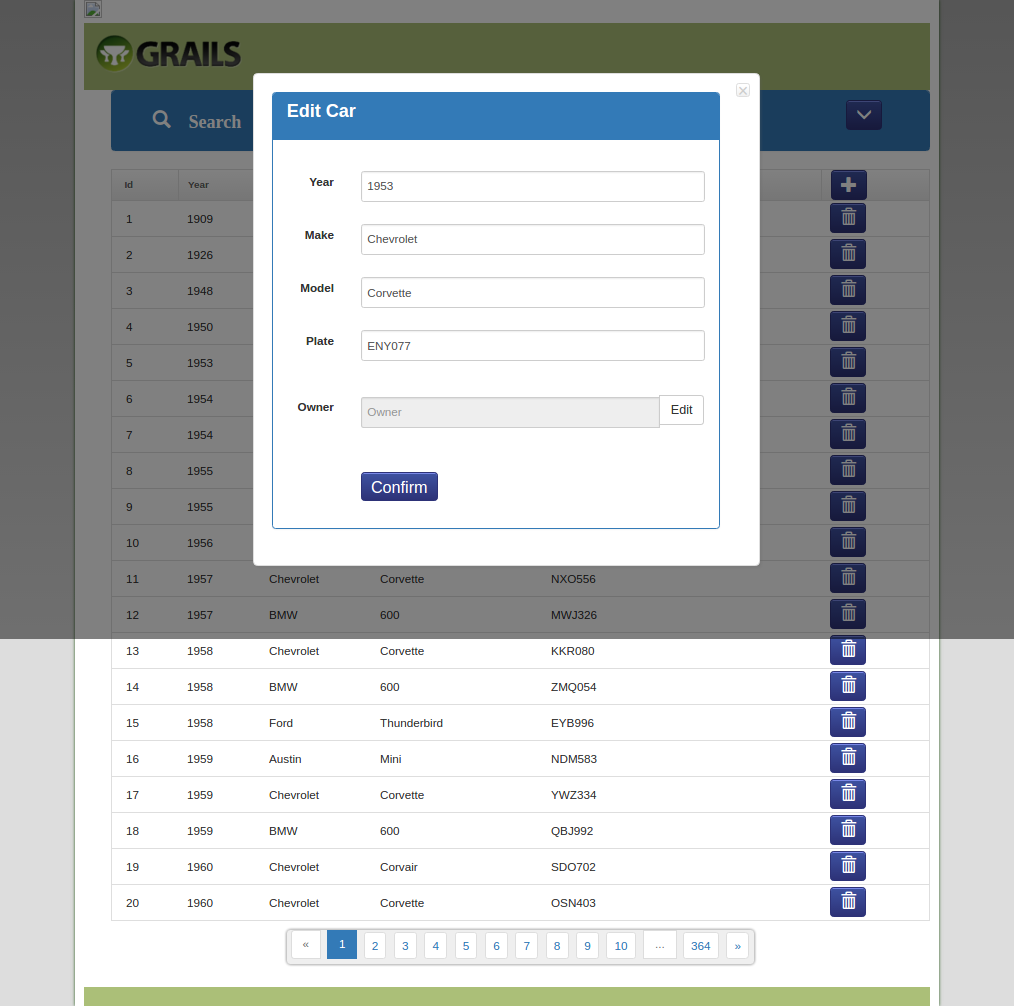 GRAILS
Search
Edit Car
Year 1953
Make Chevrolet
Model Corvette
Plate ENY077
Owner Owner Edit
Confirm
Id Year
1 1909
2 1926
3 1948
4 1950
5 1953
6 1954
7 1954
8 1955
9 1955
10 1956
11 1957 Chevrolet Corvette NXO556
12 1957 BMW 600 MWJ326
13 1958 Chevrolet Corvette KKR080
14 1958 BMW 600 ZMQ054
15 1958 Ford Thunderbird EYB996
16 1959 Austin Mini NDM583
17 1959 Chevrolet Corvette YWZ334
18 1959 BMW 600 QBJ992
19 1960 Chevrolet Corvair SDO702
20 1960 Chevrolet Corvette OSN403
« 1 2 3 4 5 6 7 8 9 10 ... 364 »